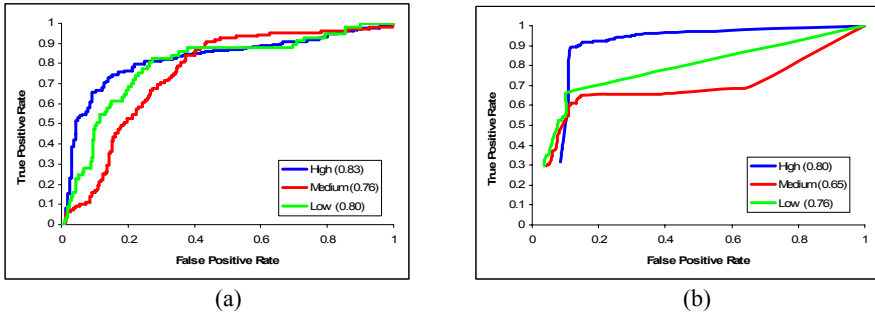 True Positive Rate
1
0.9
0.8
0.7
0.6
0.5
0.4
0.3
0.2
0.1
0
0 0.2 0.4 0.6 0.8 1
False Positive Rate
High (0.83)
Medium (0.76)
Low (0.80)
(a)
True Positive Rate
1
0.9
0.8
0.7
0.6
0.5
0.4
0.3
0.2
0.1
0
0 0.2 0.4 0.6 0.8 1
False Positive Rate
High (0.80)
Medium (0.65)
Low (0.76)
(b)